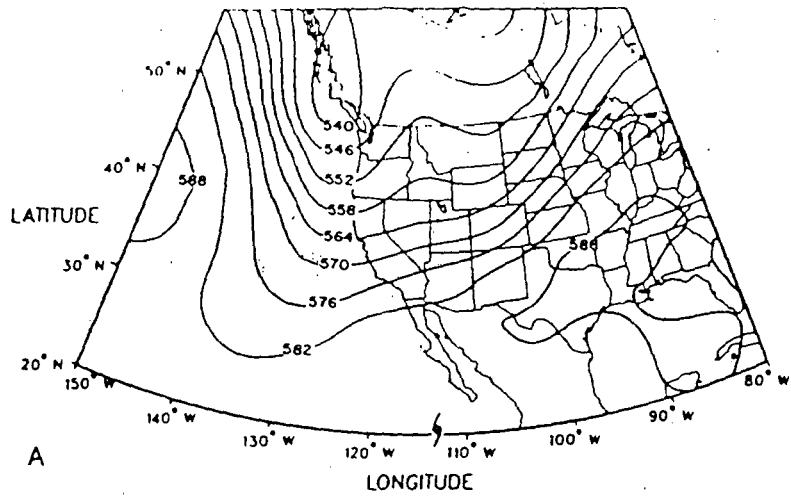 50° N
540
546
40° N
588
552
LATITUDE
558
564
588
30° N
570
576
582
20° N
150° W
80° W
140° W
90° W
130° W
100° W
120° W
110° W
A
LONGITUDE